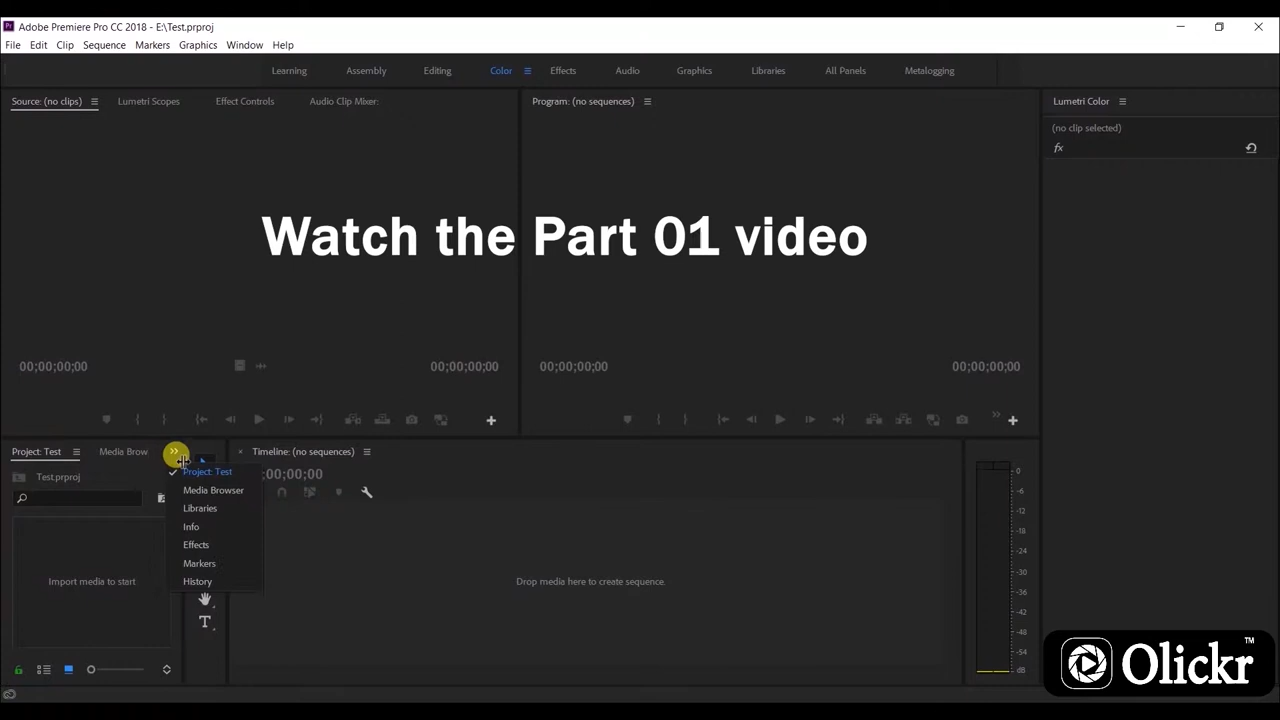 Adobe Premiere Pro CC 2018 - E:\Test.prproj
File Edit Clip Sequence Markers Graphics Window Help
Learning Assembly Editing Color Effects Audio Graphics Libraries All Panels Metalogging
Source: (no clips) Lumetri Scopes Effect Controls Audio Clip Mixer:
Program: (no sequences)
Lumetri Color
(no clip selected)
fx
Watch the Part 01 video
00;00;00;00 00;00;00;00
00;00;00;00 00;00;00;00
Project: Test Media Brow
Test.prproj
Import media to start
Project: Test
Media Browser
Libraries
Info
Effects
Markers
History
T
Timeline: (no sequences)
;00;00;00
Drop media here to create sequence.
0
-6
-12
-18
-24
-30
-36
-42
-48
-54
dB
Olickr™